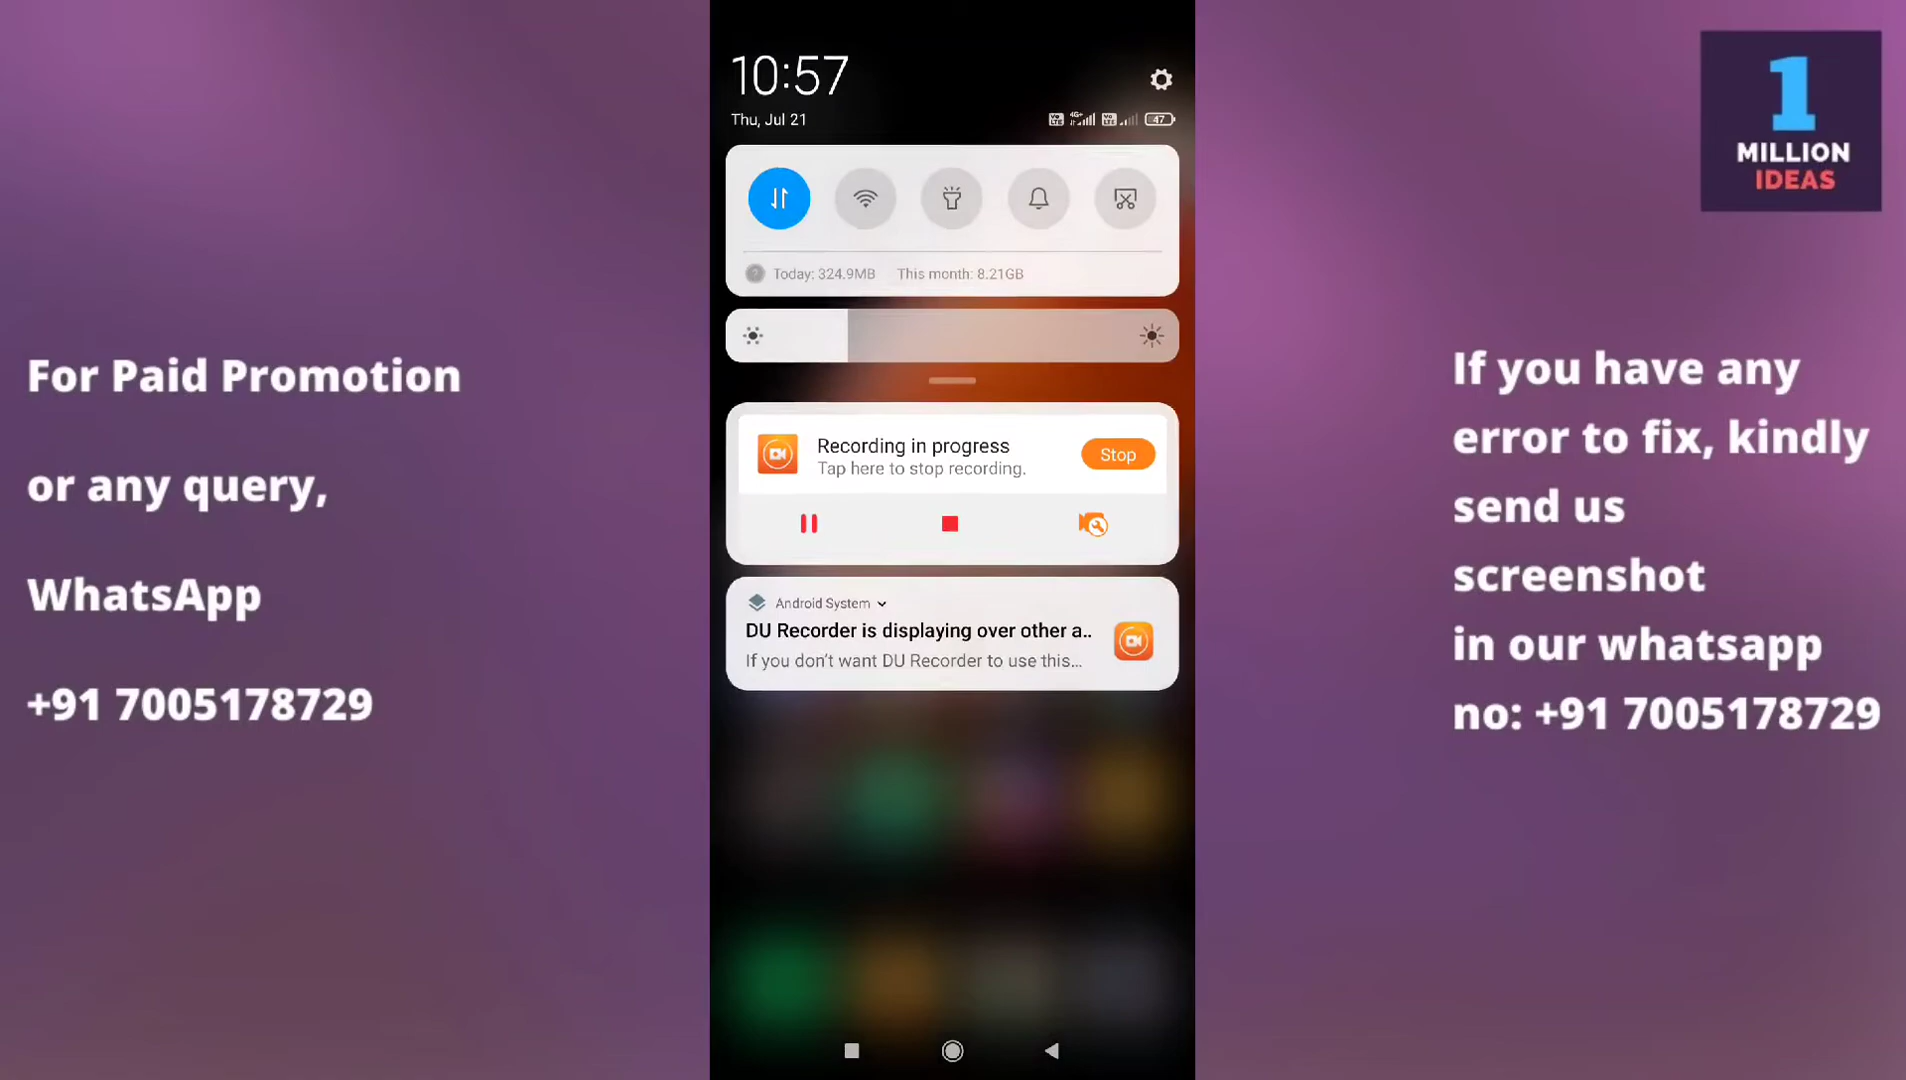 10:57
Thu, Jul 21
4G+
47
Today: 324.9MB This month: 8.21GB
Recording in progress
Tap here to stop recording.
Stop
Android System
DU Recorder is displaying over other a..
If you don't want DU Recorder to use this...
For Paid Promotion
or any query,
WhatsApp
+91 7005178729
1
MILLION
IDEAS
If you have any
error to fix, kindly
send us
screenshot
in our whatsapp
no: +91 7005178729